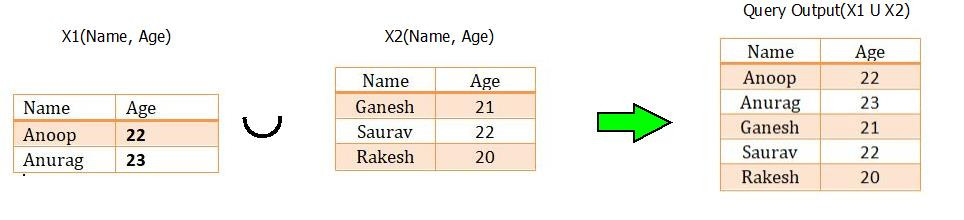 X1(Name, Age)
Name Age
Anoop 22
Anurag 23
X2(Name, Age)
Name Age
Ganesh 21
Saurav 22
Rakesh 20
Query Output(X1 U X2)
Name Age
Anoop 22
Anurag 23
Ganesh 21
Saurav 22
Rakesh 20